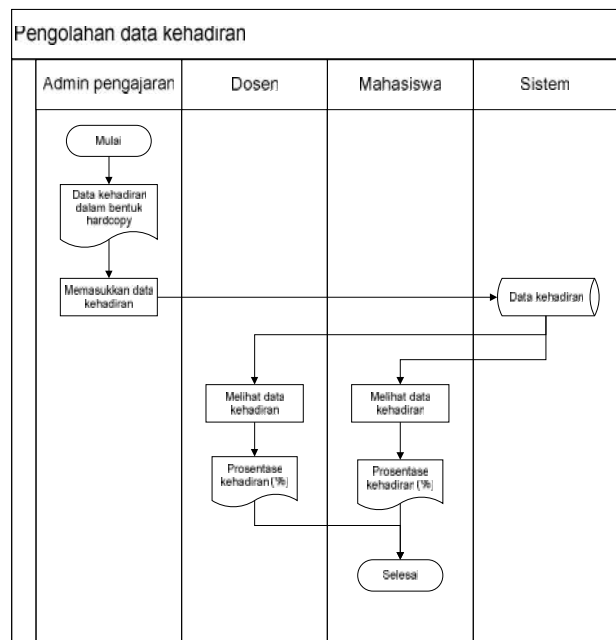 Pengolahan data kehadiran
Admin pengajaran
Dosen
Mahasiswa
Sistem
Mulai
Data kehadiran
dalam bentuk
hardcopy
Memasukkan data
kehadiran
Data kehadiran
Melihat data
kehadiran
Melihat data
kehadiran
Prosentase
kehadiran (%)
Prosentase
kehadiran (%)
Selesai